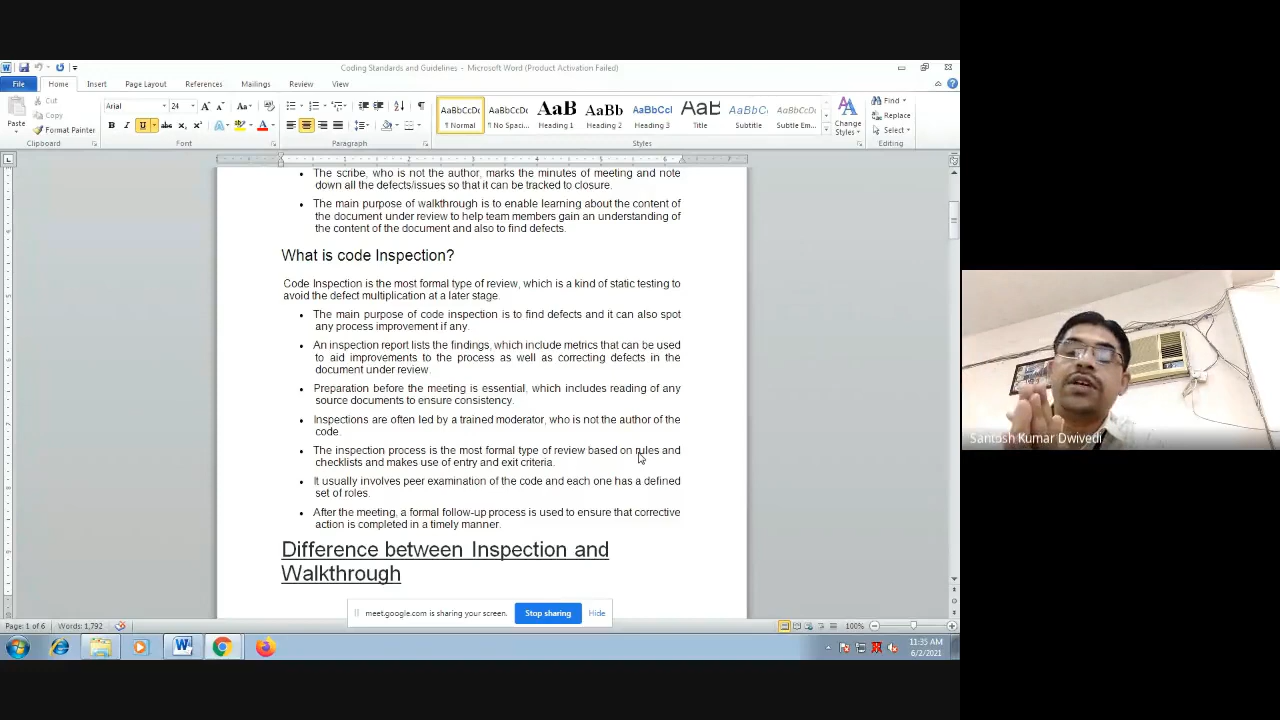 Coding Standards and Guidelines - Microsoft Word (Product Activation Failed)
File Home Insert Page Layout References Mailings Review View
Paste
Cut
Copy
Format Painter
Clipboard
Arial 24
Font
Paragraph
AaBbCcDc AaBbCcDc AaB AaBb AaBbCcI AaB AaBbCcI AaBbCcDc
¶ Normal ¶ No Spaci... Heading 1 Heading 2 Heading 3 Title Subtitle Subtle Em...
Styles
Change
Styles
Find
Replace
Select
Editing
• The scribe, who is not the author, marks the minutes of meeting and note
down all the defects/issues so that it can be tracked to closure.
• The main purpose of walkthrough is to enable learning about the content of
the document under review to help team members gain an understanding of
the content of the document and also to find defects.
What is code Inspection?
Code Inspection is the most formal type of review, which is a kind of static testing to
avoid the defect multiplication at a later stage.
• The main purpose of code inspection is to find defects and it can also spot
any process improvement if any.
• An inspection report lists the findings, which include metrics that can be used
to aid improvements to the process as well as correcting defects in the
document under review.
• Preparation before the meeting is essential, which includes reading of any
source documents to ensure consistency.
• Inspections are often led by a trained moderator, who is not the author of the
code.
• The inspection process is the most formal type of review based on rules and
checklists and makes use of entry and exit criteria.
• It usually involves peer examination of the code and each one has a defined
set of roles.
• After the meeting, a formal follow-up process is used to ensure that corrective
action is completed in a timely manner.
Difference between Inspection and
Walkthrough
meet.google.com is sharing your screen. Stop sharing Hide
Page: 1 of 6 Words: 1,792 100%
11:35 AM
6/2/2021
Santosh Kumar Dwivedi